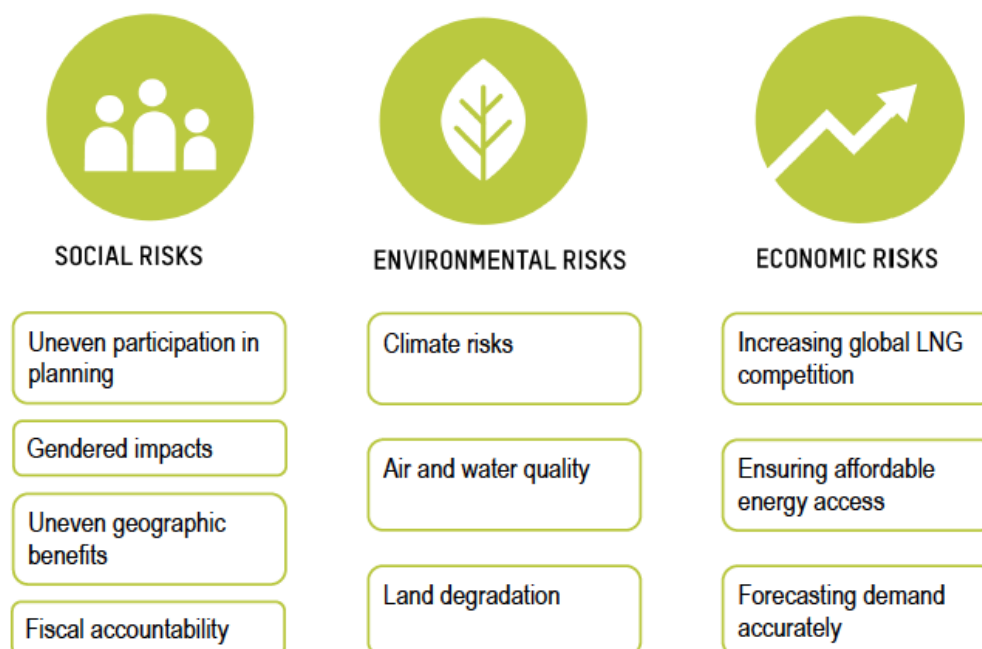 SOCIAL RISKS
Uneven participation in
planning
Gendered impacts
Uneven geographic
benefits
Fiscal accountability
ENVIRONMENTAL RISKS
Climate risks
Air and water quality
Land degradation
ECONOMIC RISKS
Increasing global LNG
competition
Ensuring affordable
energy access
Forecasting demand
accurately